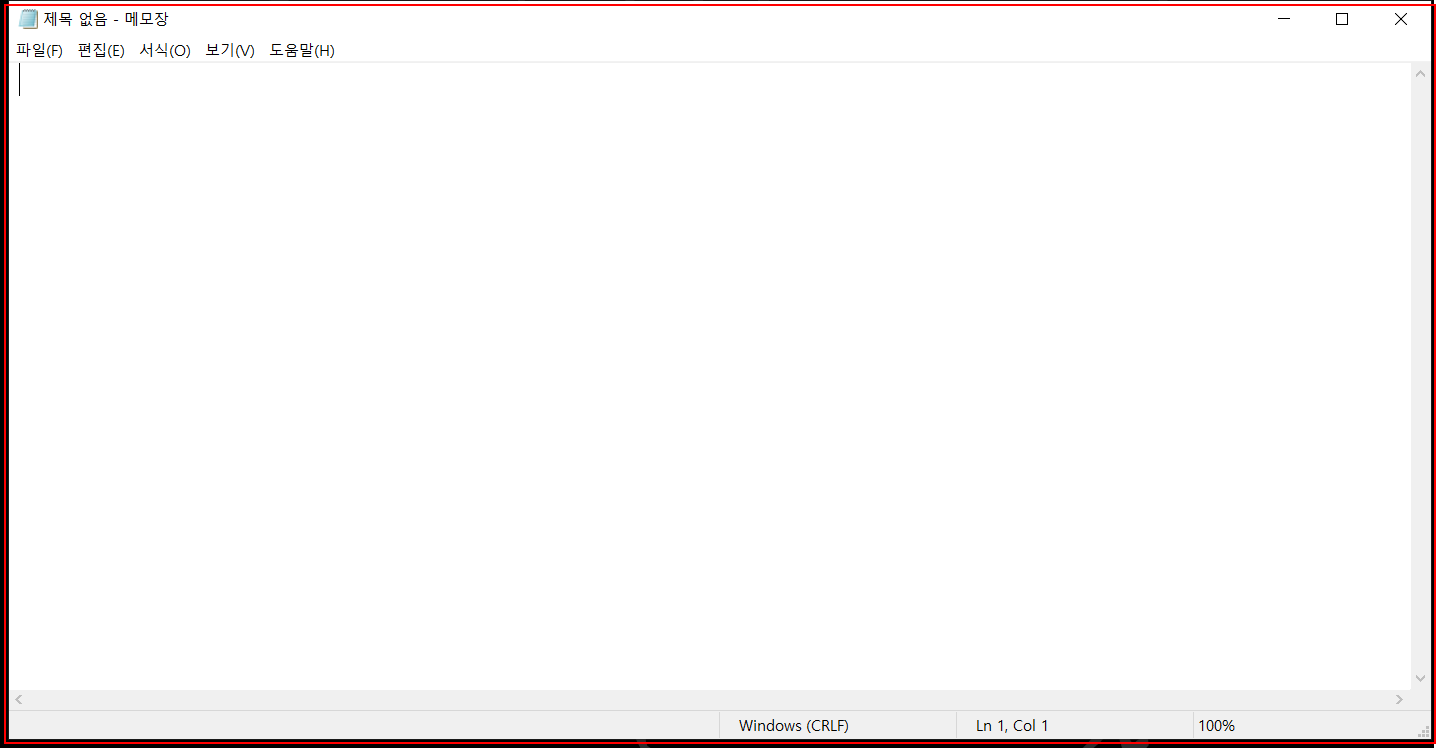 제목 없음 - 메모장
파일(F) 편집(E) 서식(O) 보기(V) 도움말(H)
Windows (CRLF) Ln 1, Col 1 100%